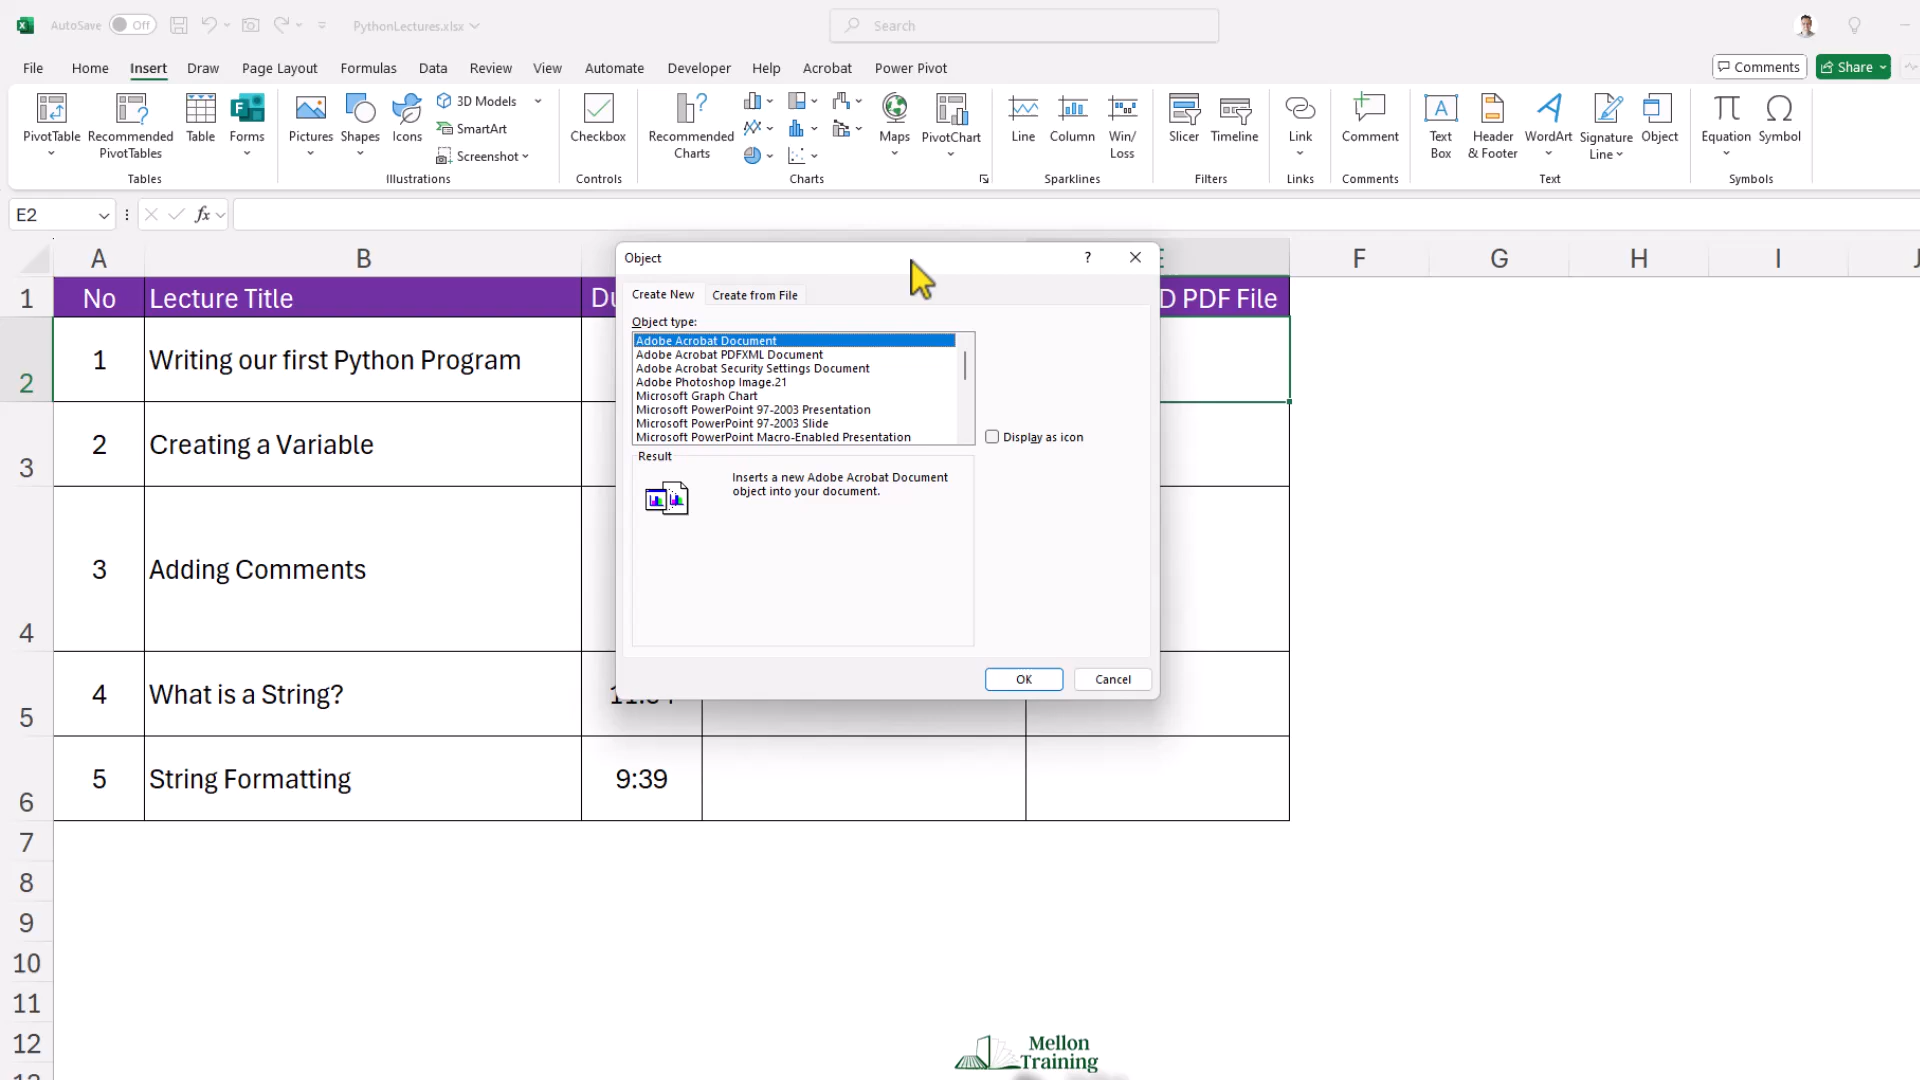 AutoSave Off PythonLectures.xlsx Search
File Home Insert Draw Page Layout Formulas Data Review View Automate Developer Help Acrobat Power Pivot Comments Share
PivotTable Recommended PivotTables Table Forms
Tables
Pictures Shapes Icons 3D Models SmartArt Screenshot
Illustrations
Checkbox
Controls
Recommended Charts Maps PivotChart
Charts
Line Column Win/Loss
Sparklines
Slicer Timeline
Filters
Link
Links
Comment
Comments
Text Box Header & Footer WordArt Signature Line Object
Text
Equation Symbol
Symbols
E2 fx
A B E F G H I J
1 No Lecture Title D PDF File
2 1 Writing our first Python Program
3 2 Creating a Variable
4 3 Adding Comments
5 4 What is a String?
6 5 String Formatting 9:39
7
8
9
10
11
12
Object ?
Create New Create from File
Object type:
Adobe Acrobat Document
Adobe Acrobat PDFXML Document
Adobe Acrobat Security Settings Document
Adobe Photoshop Image.21
Microsoft Graph Chart
Microsoft PowerPoint 97-2003 Presentation
Microsoft PowerPoint 97-2003 Slide
Microsoft PowerPoint Macro-Enabled Presentation
Display as icon
Result
Inserts a new Adobe Acrobat Document
object into your document.
OK Cancel
Mellon
Training